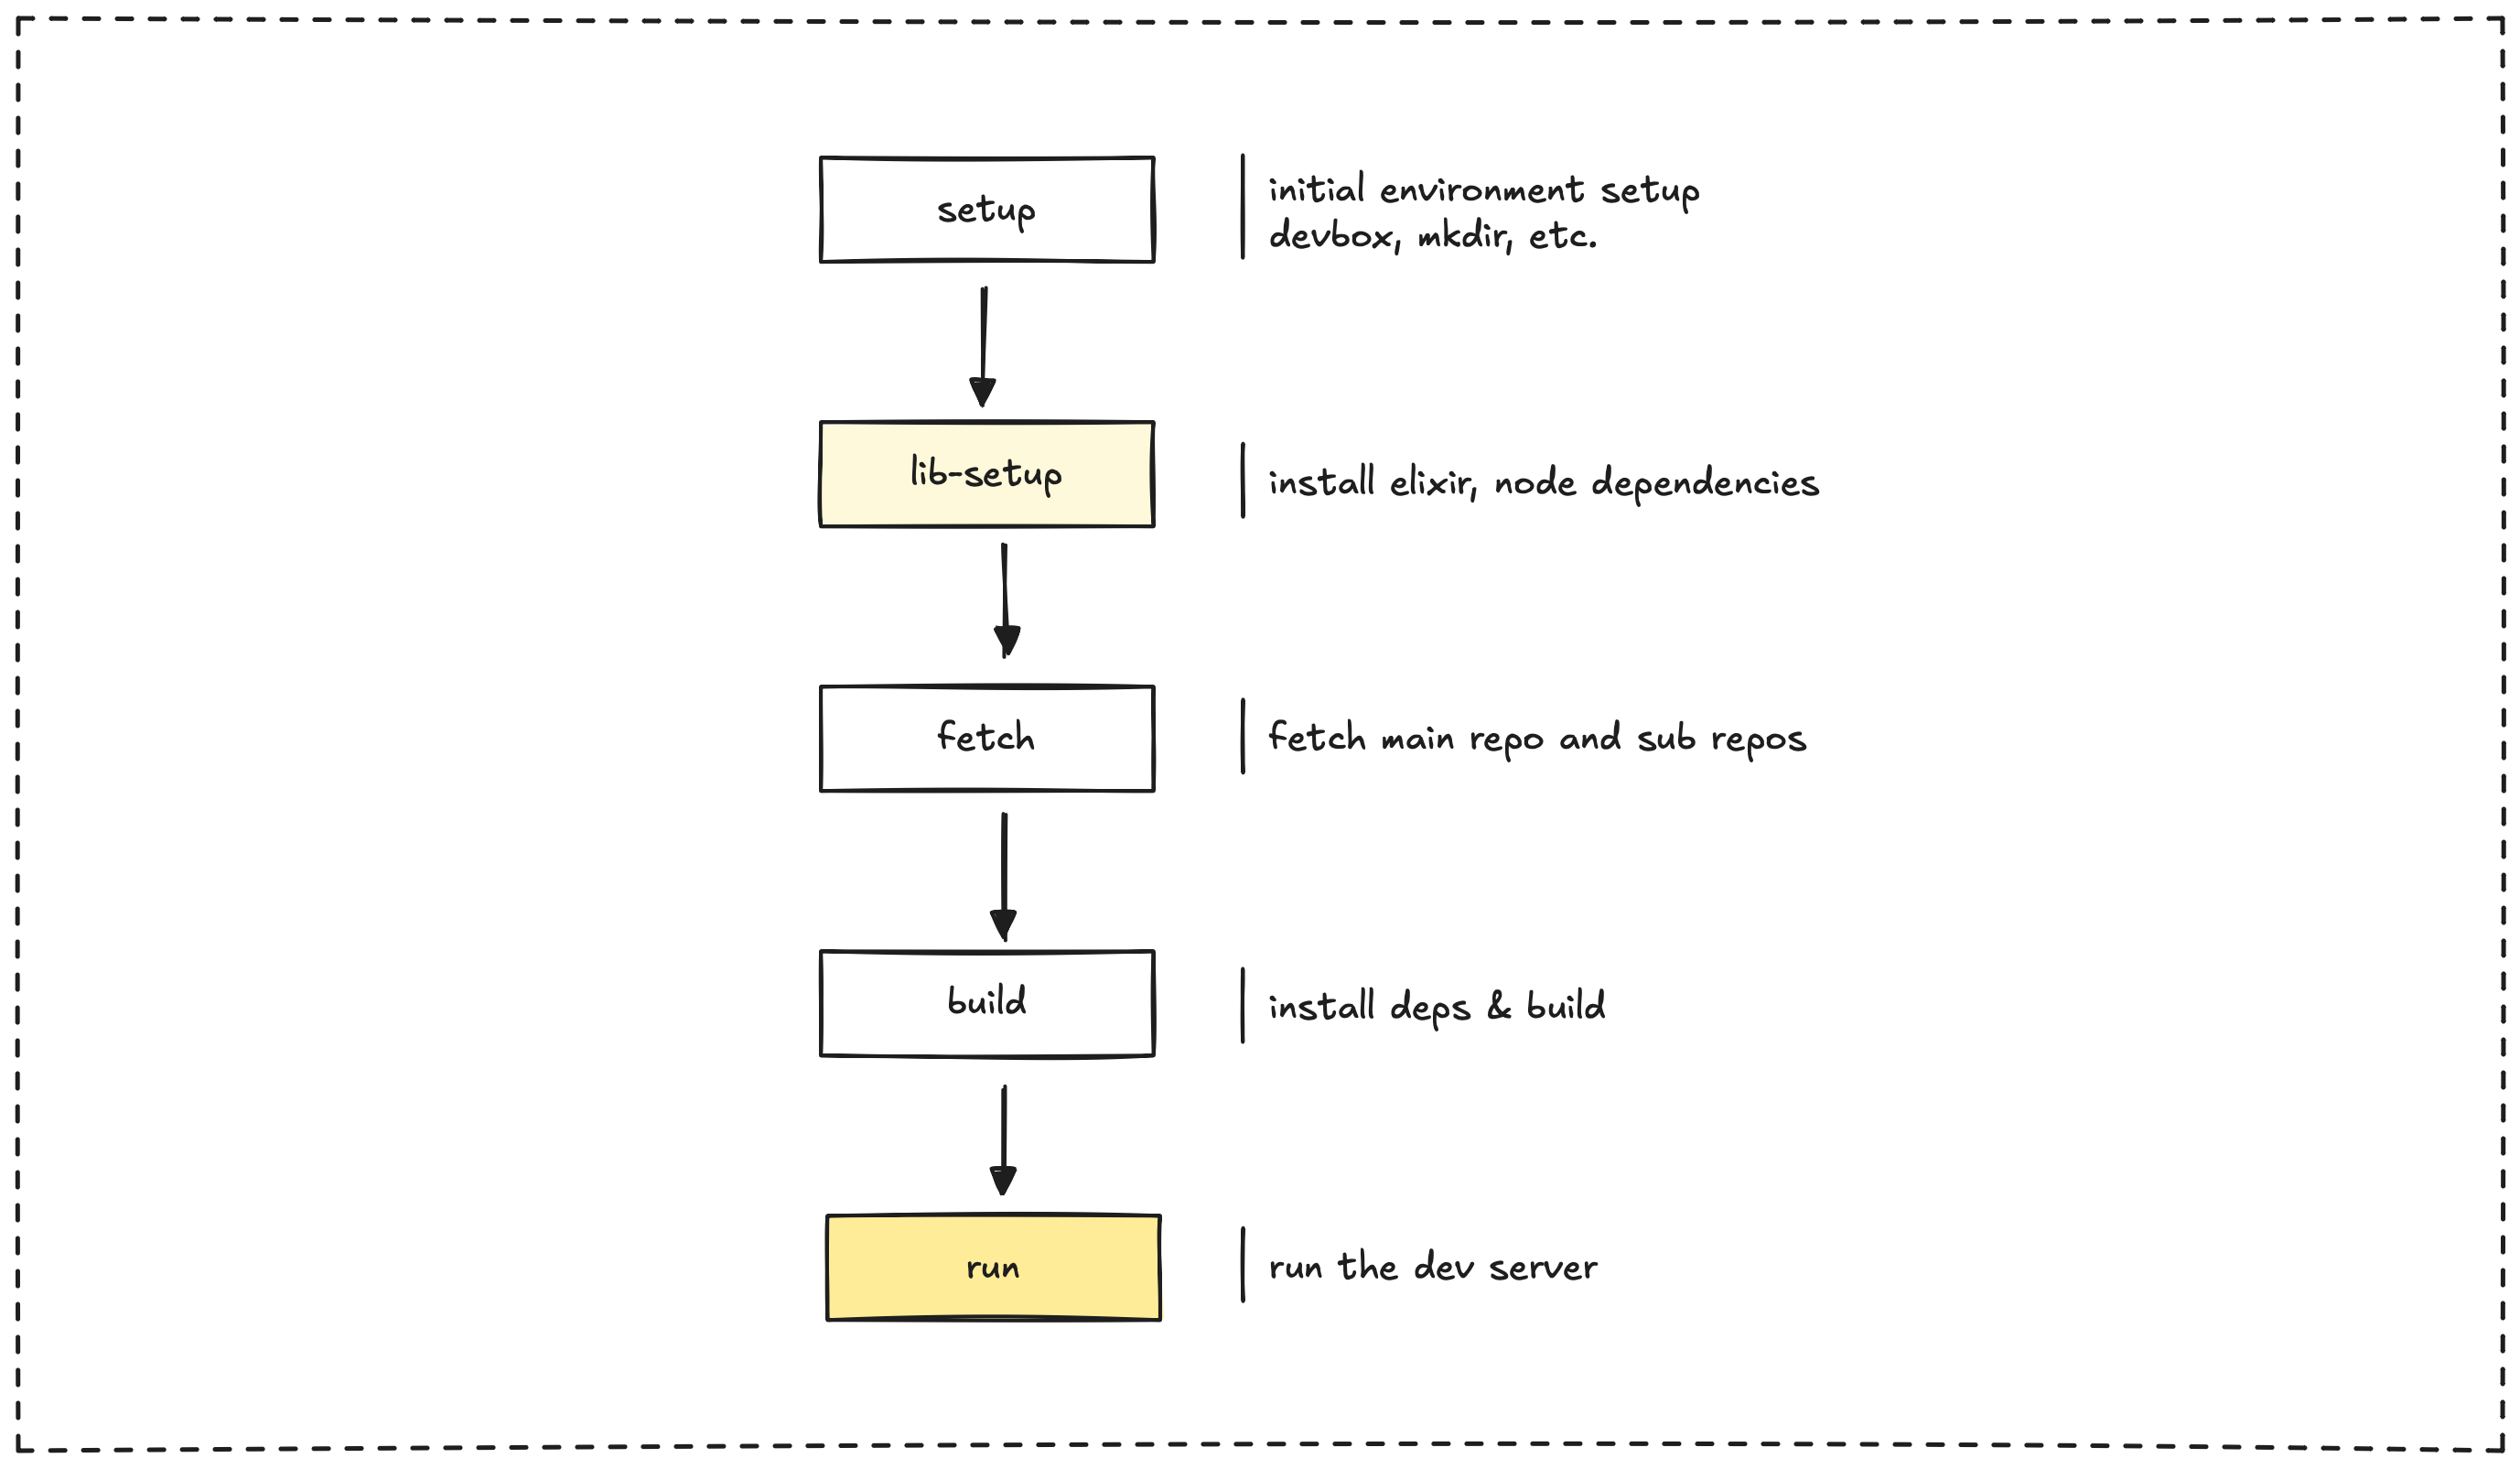 setup
initial environment setup
devbox, mkdir, etc.
lib-setup
install elixir, node dependencies
fetch
fetch main repo and sub repos
build
install deps & build
run
run the dev server